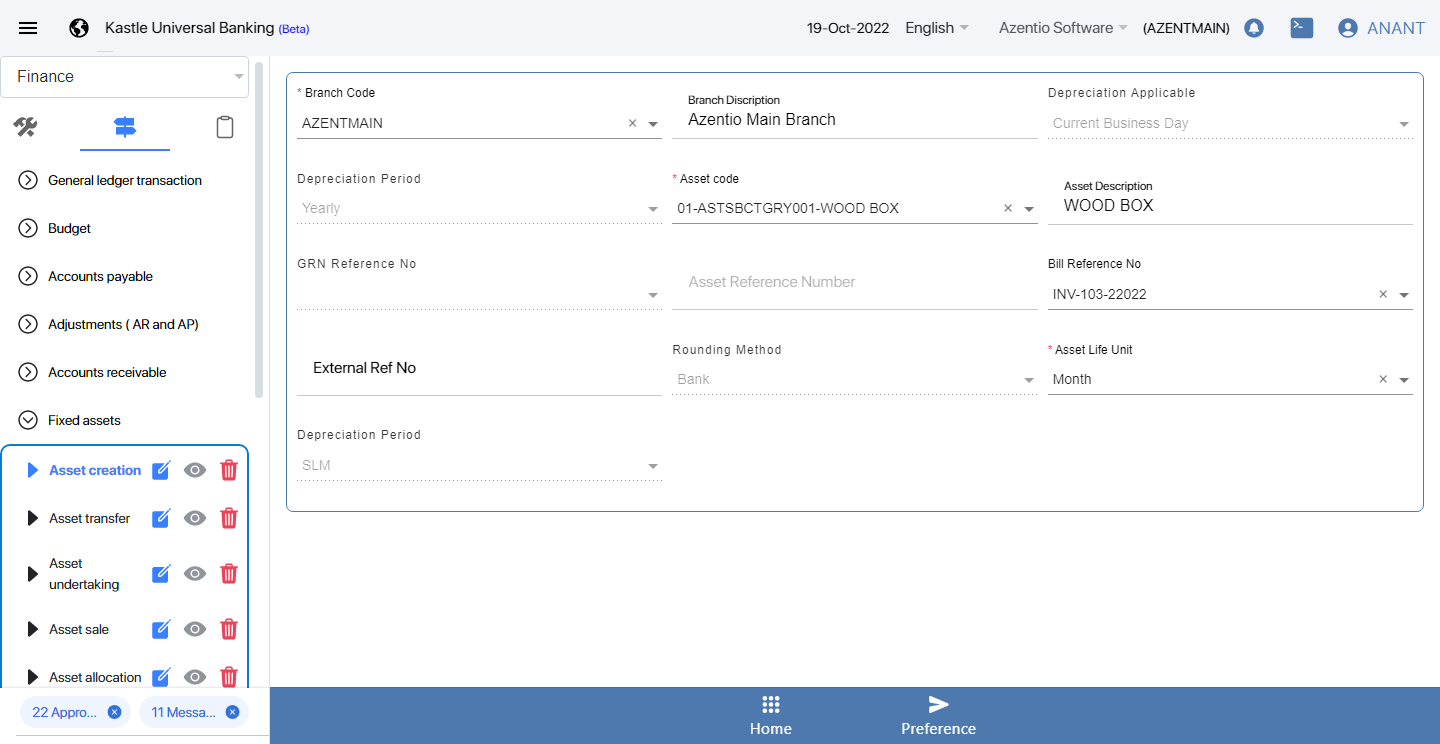 Kastle Universal Banking (Beta)
19-Oct-2022 English Azentio Software (AZENTMAIN) ANANT
Finance
General ledger transaction
Budget
Accounts payable
Adjustments ( AR and AP)
Accounts receivable
Fixed assets
Asset creation
Asset transfer
Asset
undertaking
Asset sale
Asset allocation
22 Appro...
11 Messa...
* Branch Code
AZENTMAIN
Branch Discription
Azentio Main Branch
Depreciation Applicable
Current Business Day
Depreciation Period
Yearly
* Asset code
01-ASTSBCTGRY001-WOOD BOX
Asset Description
WOOD BOX
GRN Reference No
Asset Reference Number
Bill Reference No
INV-103-22022
External Ref No
Rounding Method
Bank
* Asset Life Unit
Month
Depreciation Period
SLM
Home
Preference